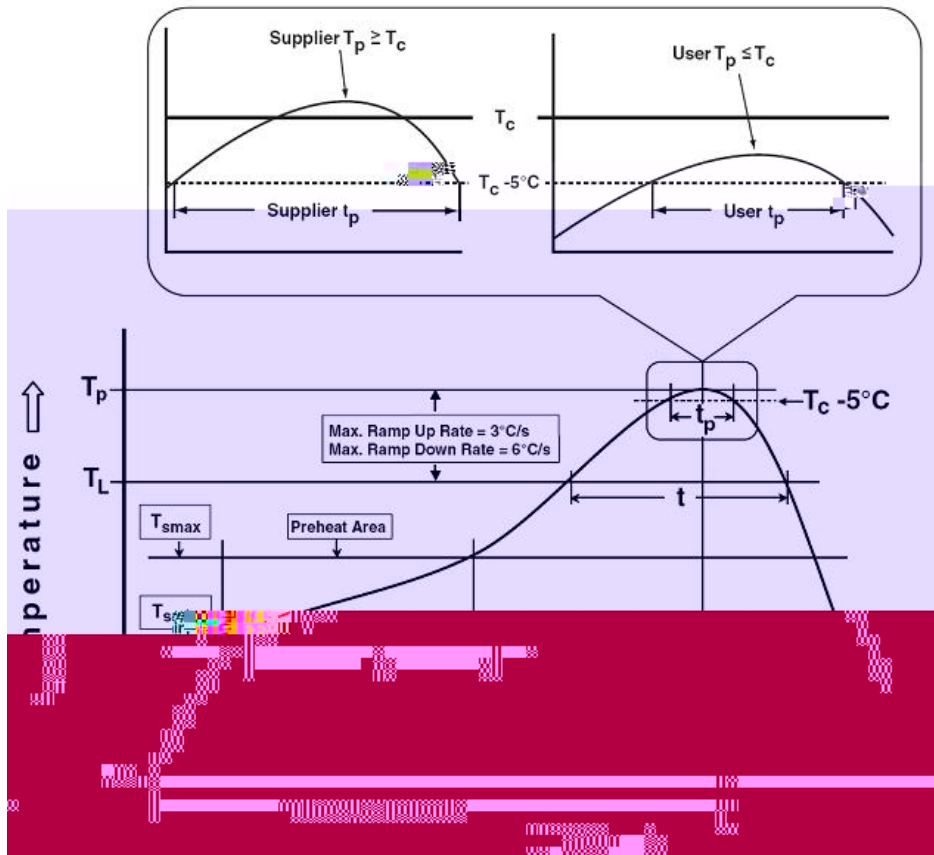 Supplier Tp ≥ Tc
User Tp ≤ Tc
Tc
Tc -5°C
Supplier tp
User tp
Tp
Tc -5°C
tp
Max. Ramp Up Rate = 3°C/s
Max. Ramp Down Rate = 6°C/s
TL
t
Tsmax
Preheat Area